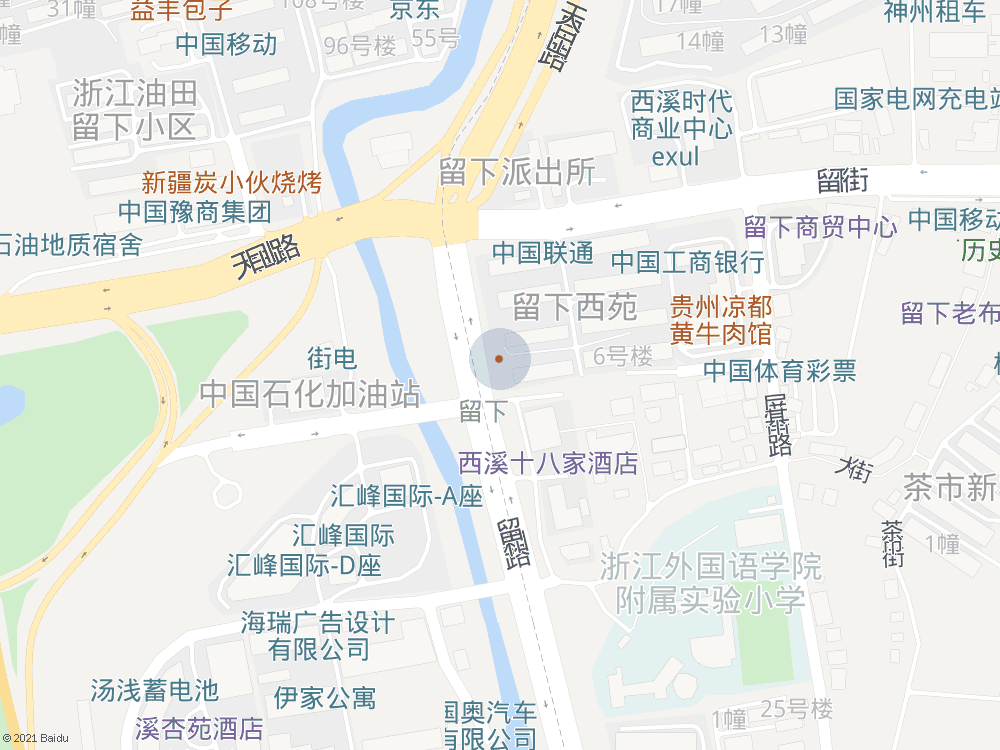 益丰包子
31幢
108号楼
京东
55号
96号楼
中国移动
17幢
14幢
13幢
神州租车
浙江油田
留下小区
天目山路
西溪时代
商业中心
exul
国家电网充电站
留下派出所
新疆炭小伙烧烤
中国豫商集团
石油地质宿舍
天目山路
留下街
留下商贸中心
中国移动
历史
中国联通
中国工商银行
留下西苑
贵州凉都
黄牛肉馆
留下老布
街电
6号楼
中国体育彩票
中国石化加油站
留下
屏基路
西溪十八家酒店
大街
茶市新
汇峰国际-A座
汇峰国际
汇峰国际-D座
留和路
茶市街
1幢
浙江外国语学院
附属实验小学
海瑞广告设计
有限公司
汤浅蓄电池
伊家公寓
溪杏苑酒店
国奥汽车
有限公司
1幢
25号楼
© 2021 Baidu